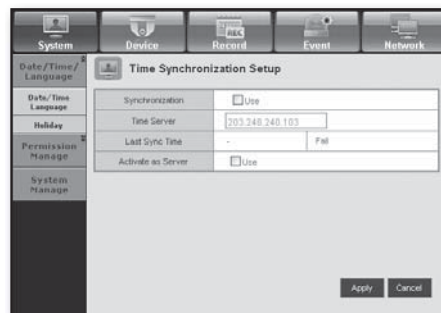 System Device Record Event Network
REC
Date/Time/
Language
Date/Time
Language
Holiday
Permission
Manage
System
Manage
Time Synchronization Setup
Synchronization Use
Time Server 203.248.240.103
Last Sync Time - Fail
Activate as Server Use
Apply Cancel